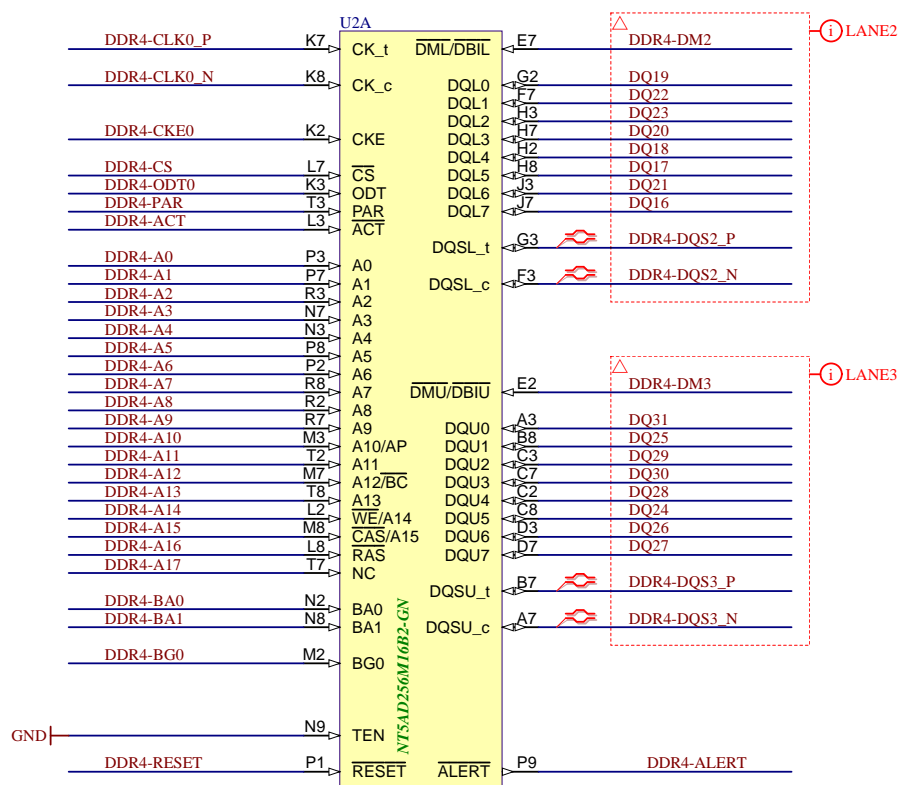 U2A
DDR4-CLK0_P K7 CK_t DML/DBIL E7 DDR4-DM2 i LANE2
DDR4-CLK0_N K8 CK_c DQL0 G2 DQ19
DQL1 F7 DQ22
DQL2 H3 DQ23
DDR4-CKE0 K2 CKE DQL3 H7 DQ20
DQL4 H2 DQ18
DDR4-CS L7 CS DQL5 H8 DQ17
DDR4-ODT0 K3 ODT DQL6 J3 DQ21
DDR4-PAR T3 PAR DQL7 J7 DQ16
DDR4-ACT L3 ACT
DQSL_t G3 DDR4-DQS2_P
DDR4-A0 P3 A0
DDR4-A1 P7 A1 DQSL_c F3 DDR4-DQS2_N
DDR4-A2 R3 A2
DDR4-A3 N7 A3
DDR4-A4 N3 A4
DDR4-A5 P8 A5
DDR4-A6 P2 A6 i LANE3
DDR4-A7 R8 A7 DMU/DBIU E2 DDR4-DM3
DDR4-A8 R2 A8
DDR4-A9 R7 A9 DQU0 A3 DQ31
DDR4-A10 M3 A10/AP DQU1 B8 DQ25
DDR4-A11 T2 A11 DQU2 C3 DQ29
DDR4-A12 M7 A12/BC DQU3 C7 DQ30
DDR4-A13 T8 A13 DQU4 C2 DQ28
DDR4-A14 L2 WE/A14 DQU5 C8 DQ24
DDR4-A15 M8 CAS/A15 DQU6 D3 DQ26
DDR4-A16 L8 RAS DQU7 D7 DQ27
DDR4-A17 T7 NC
DQSU_t B7 DDR4-DQS3_P
DDR4-BA0 N2 BA0
DDR4-BA1 N8 BA1 DQSU_c A7 DDR4-DQS3_N
DDR4-BG0 M2 BG0
NT5AD256M16B2-GN
GND N9 TEN
DDR4-RESET P1 RESET ALERT P9 DDR4-ALERT